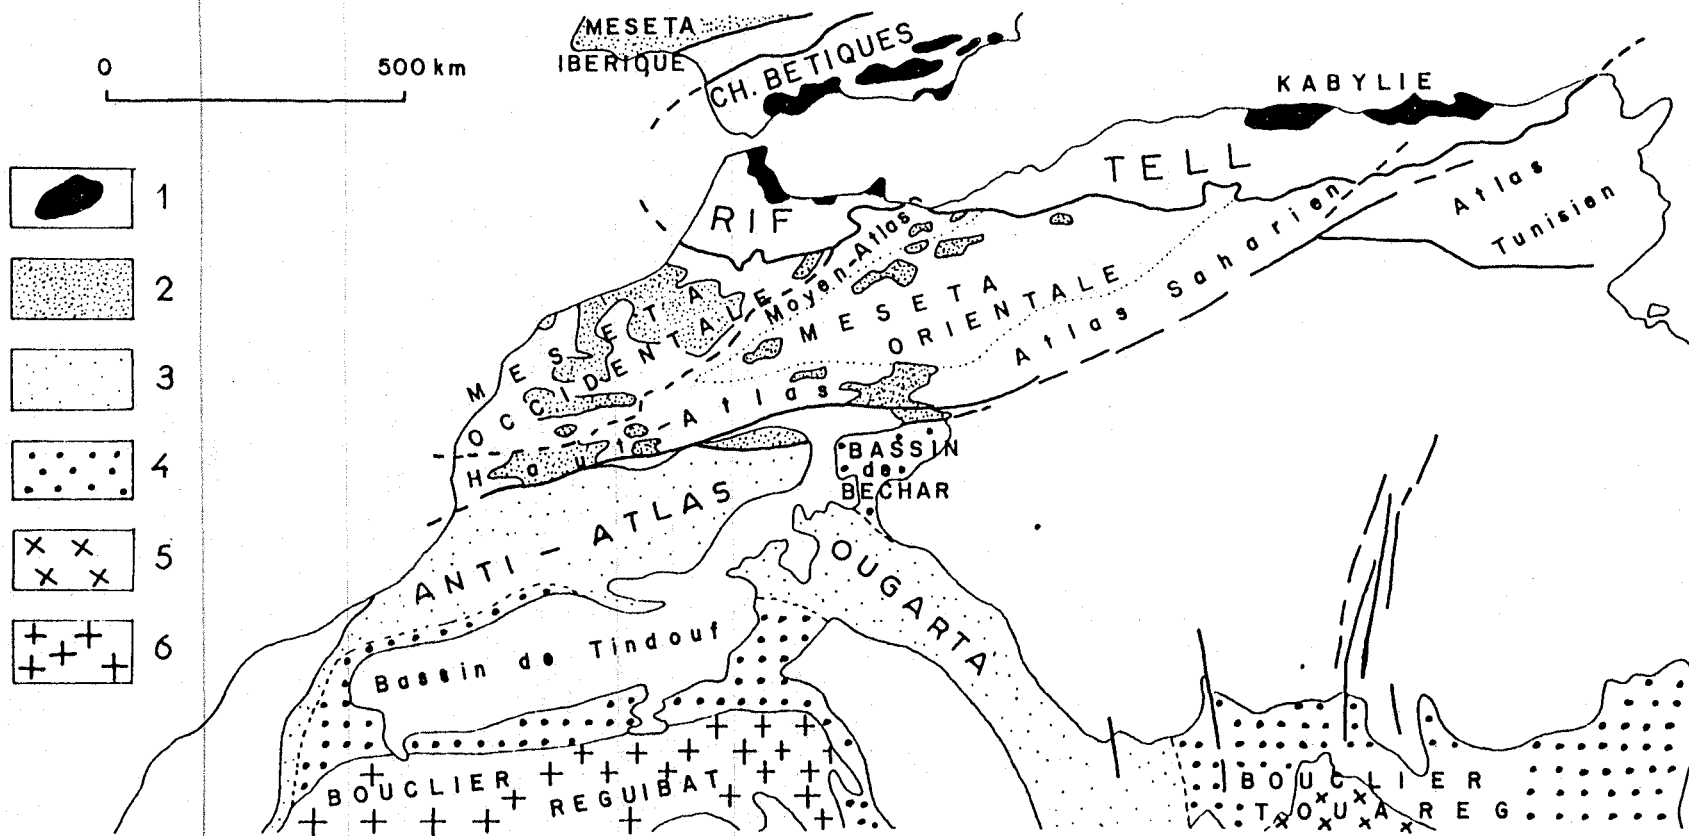 MESETA
IBERIQUE
CH. BETIQUES
0 500 km
KABYLIE
TELL
1
RIF
Moyen-Atlas
Atlas
Tunisien
2
MESETA
OCCIDENTALE
MESETA
ORIENTALE
Atlas Saharien
3
Haut-Atlas
4
BASSIN
de
BECHAR
ANTI-ATLAS
OUGARTA
5
6
Bassin de Tindouf
BOUCLIER
REGUIBAT
BOUCLIER
TOUAREG